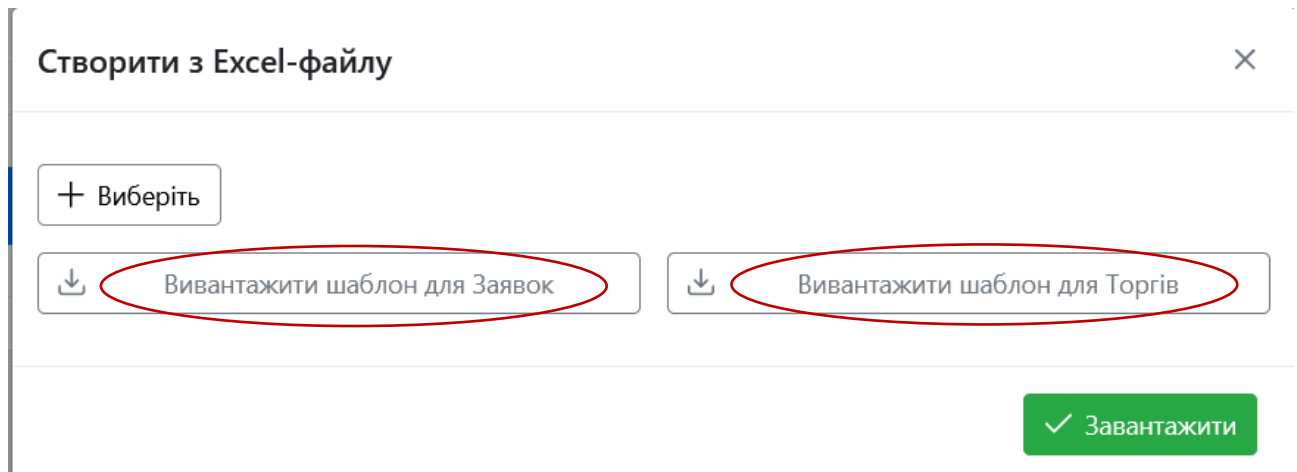 Створити з Excel-файлу
Виберіть
Вивантажити шаблон для Заявок
Вивантажити шаблон для Торгів
Завантажити